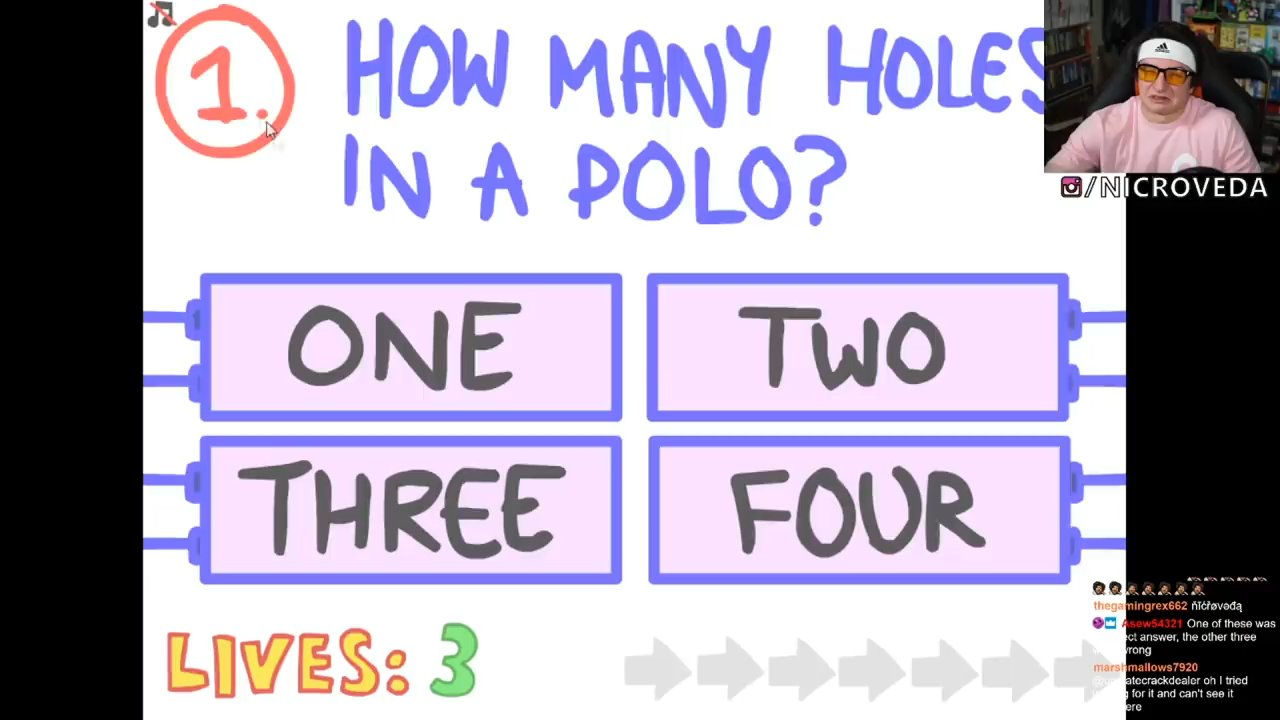 1. HOW MANY HOLES
IN A POLO?
/NICROVEDA
ONE
TWO
THREE
FOUR
LIVES: 3
thegamingrex662 ñïćřøvəđą
Asew54321 One of these was
ect answer, the other three
wrong
marshmallows7920
oh I tried
for it and can't see it
ere